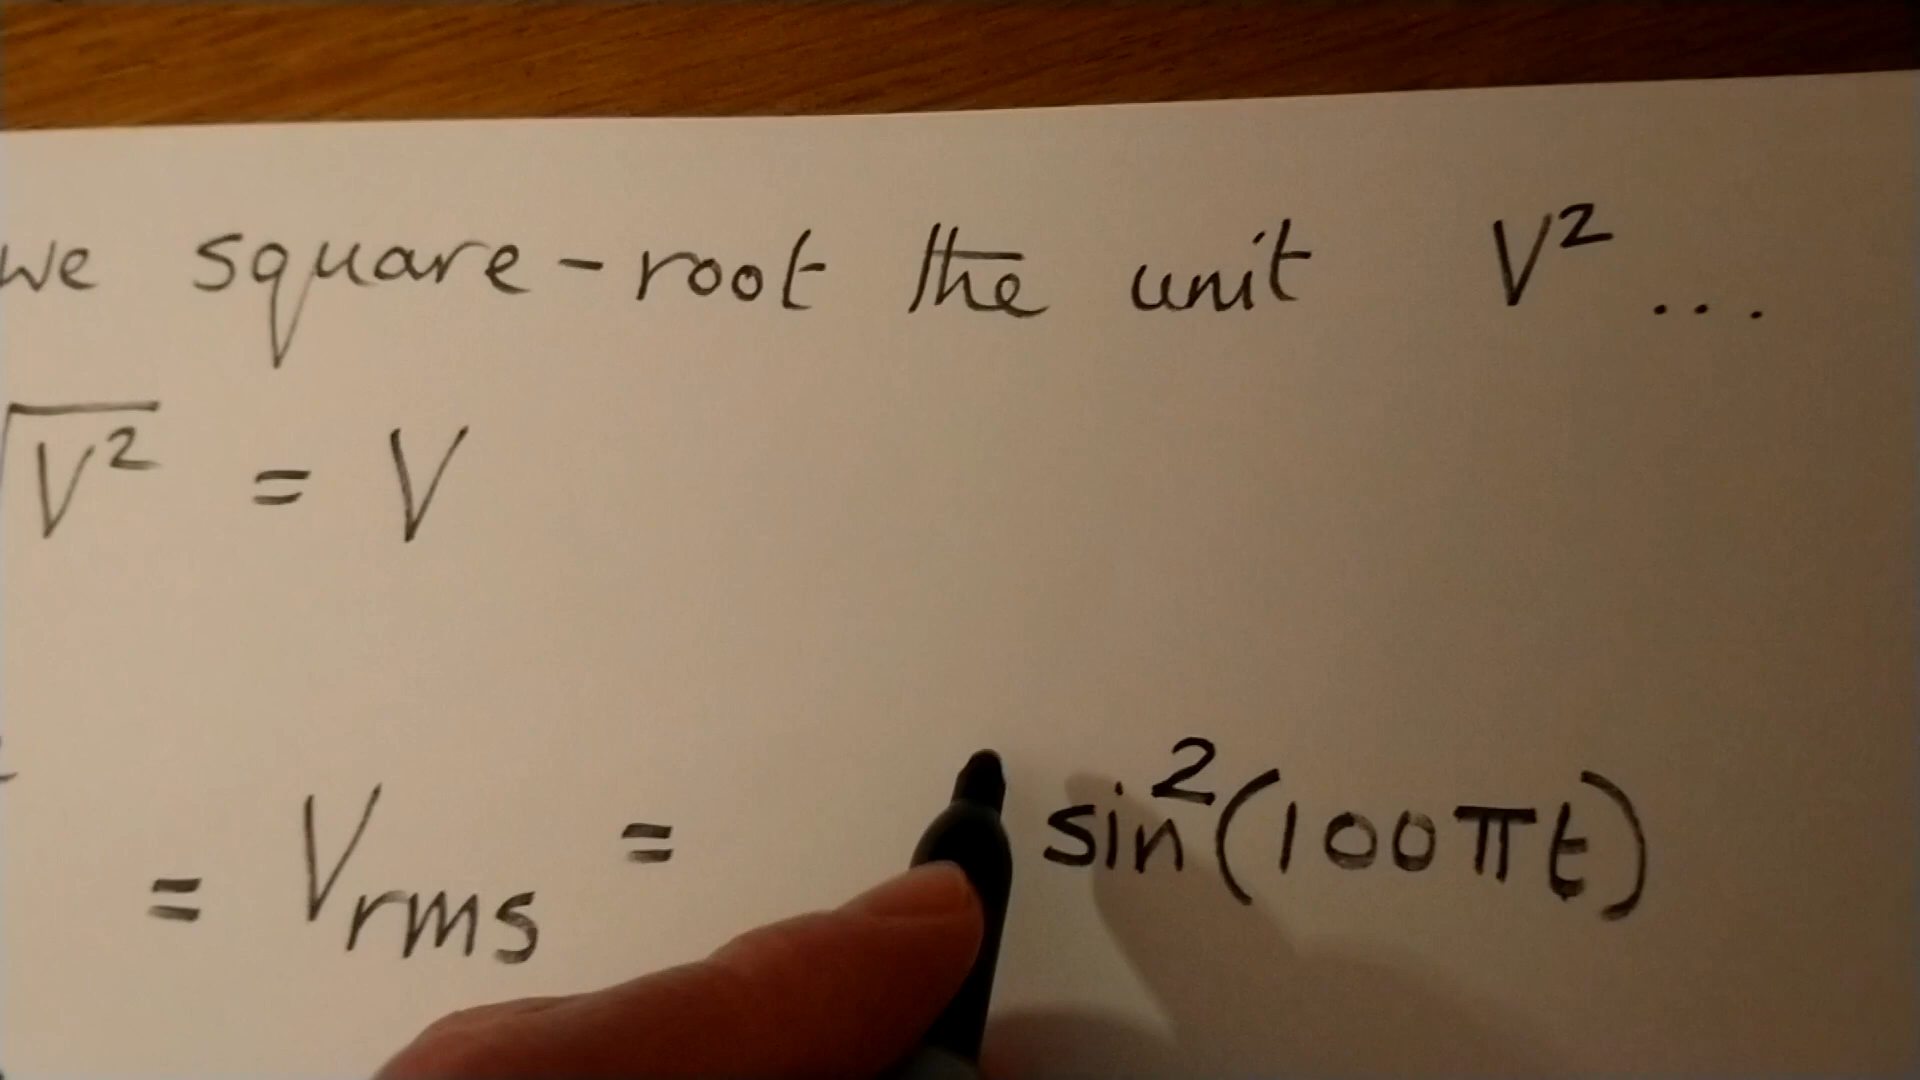 we square-root the unit V² ...
√V² = V
= Vrms = sin²(100πt)